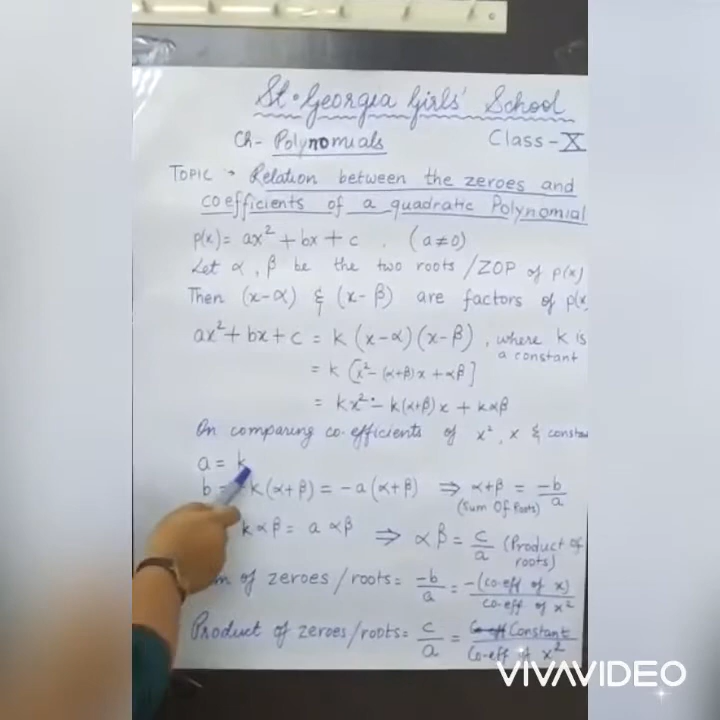 St. Georgia Girls' School
Ch- Polynomials Class-X
TOPIC → Relation between the zeroes and
coefficients of a quadratic Polynomial
p(x)= ax² + bx + c . (a≠0)
Let α, β be the two roots/ZOP of p(x)
Then (x-α) & (x-β) are factors of p(x
ax² + bx + c = k (x-α)(x-β), where k is
a constant
= k [x² - (α+β)x + αβ]
= kx² - k(α+β)x + kαβ
On comparing co-efficients of x², x &
a = k
b = -k(α+β) = -a(α+β) ⇒ α+β = -b/a
(Sum Of Roots)
kαβ = a αβ ⇒ αβ = c/a (Product of
roots)
of zeroes/roots = -b/a = -(co-eff of x)/co-eff of x²
Product of zeroes/roots = c/a = Constant/Co-eff of x²
VIVAVIDEO